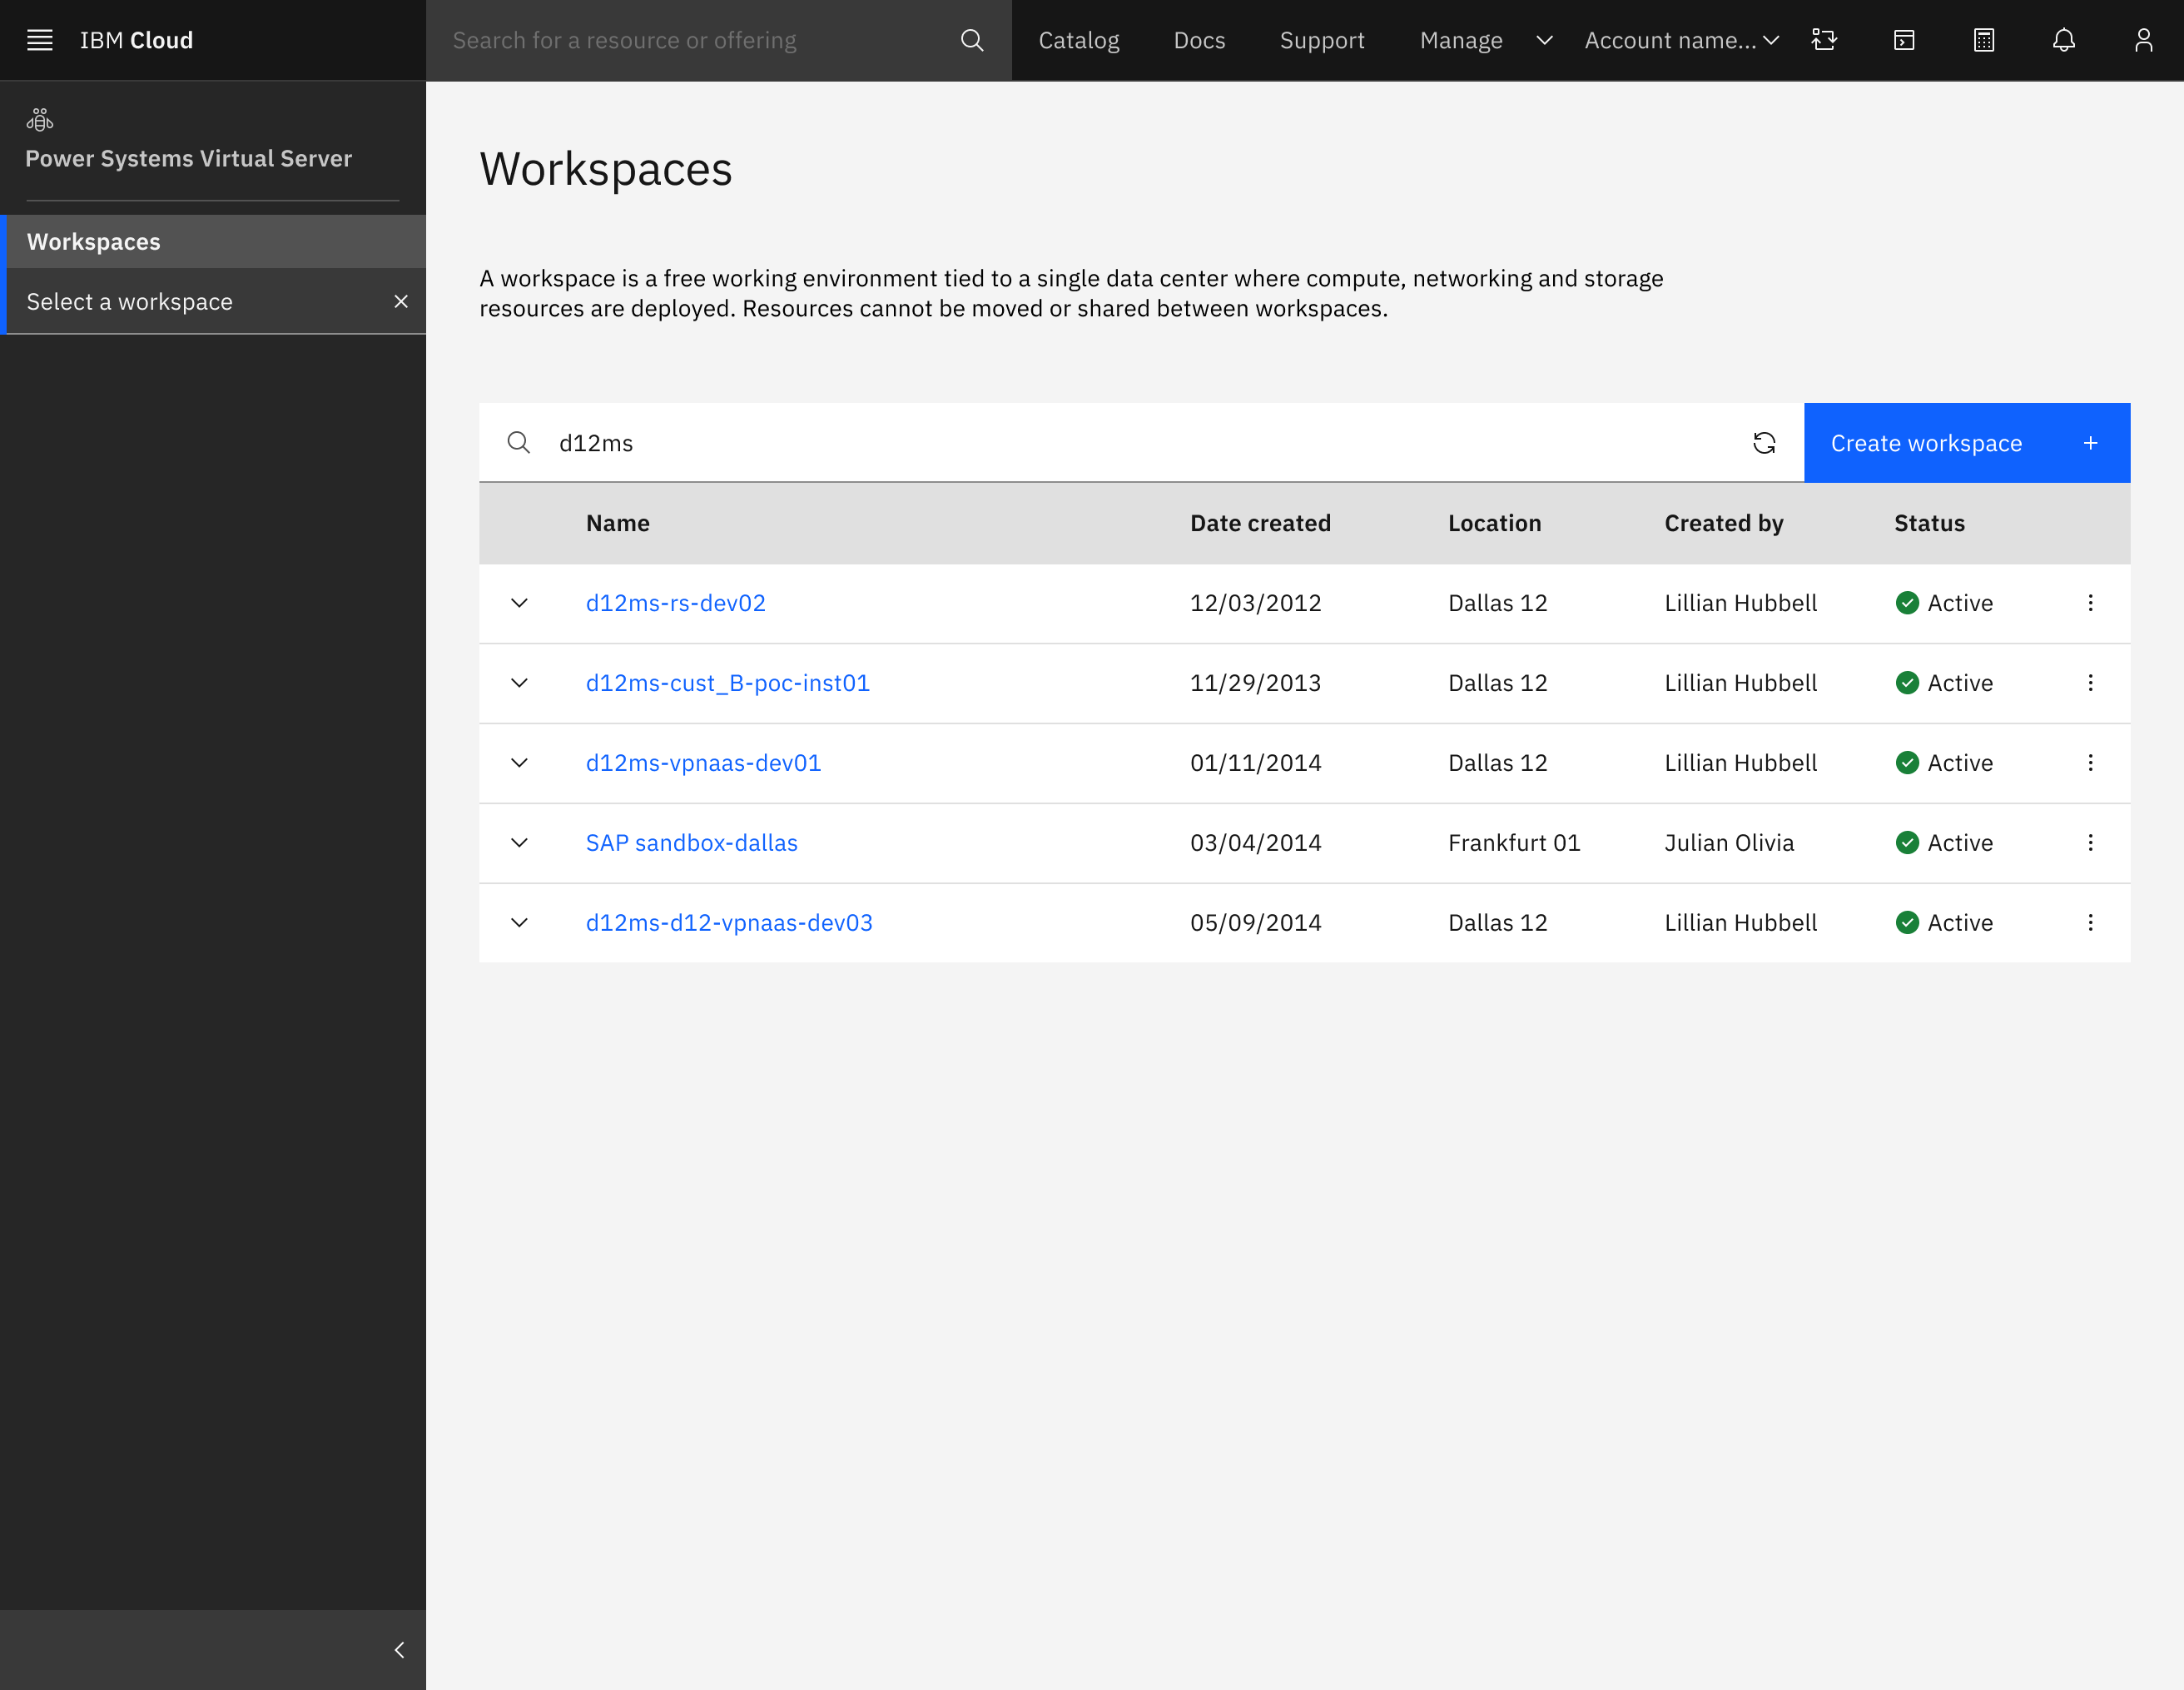 IBM Cloud
Search for a resource or offering
Catalog
Docs
Support
Manage
Account name...
Power Systems Virtual Server
Workspaces
Select a workspace
Workspaces
A workspace is a free working environment tied to a single data center where compute, networking and storage
resources are deployed. Resources cannot be moved or shared between workspaces.
d12ms
Create workspace
Name Date created Location Created by Status
d12ms-rs-dev02 12/03/2012 Dallas 12 Lillian Hubbell Active
d12ms-cust_B-poc-inst01 11/29/2013 Dallas 12 Lillian Hubbell Active
d12ms-vpnaas-dev01 01/11/2014 Dallas 12 Lillian Hubbell Active
SAP sandbox-dallas 03/04/2014 Frankfurt 01 Julian Olivia Active
d12ms-d12-vpnaas-dev03 05/09/2014 Dallas 12 Lillian Hubbell Active